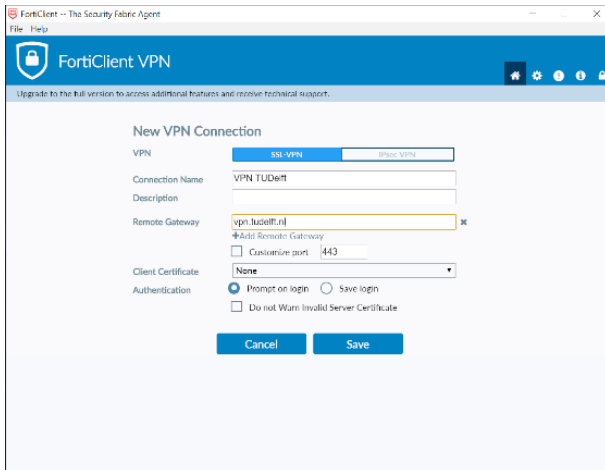 FortiClient -- The Security Fabric Agent
File Help
FortiClient VPN
Upgrade to the full version to access additional features and receive technical support.
New VPN Connection
VPN SSL-VPN IPsec VPN
Connection Name VPN TUDelft
Description
Remote Gateway vpn.tudelft.nl
+Add Remote Gateway
Customize port 443
Client Certificate None
Authentication Prompt on login Save login
Do not Warn Invalid Server Certificate
Cancel Save